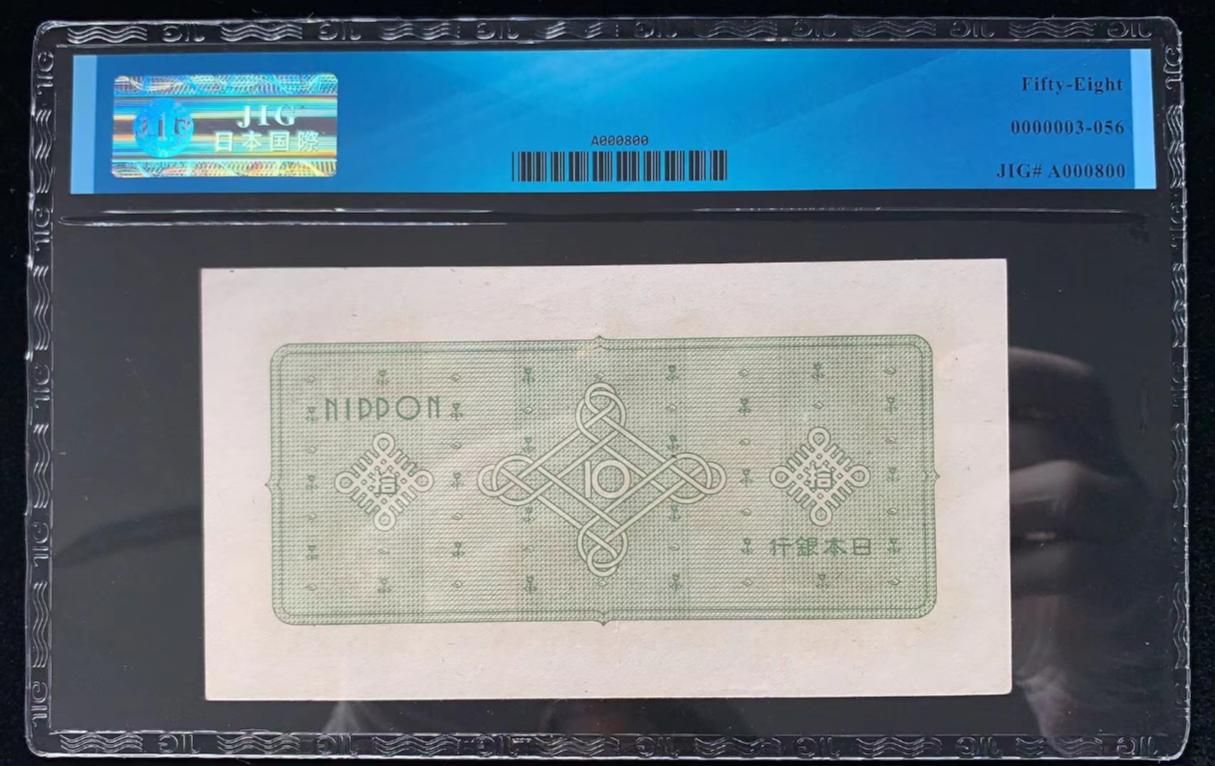 JIG
日本国際
A000800
Fifty-Eight
0000003-056
JIG# A000800
NIPPON
拾
10
拾
行銀本日